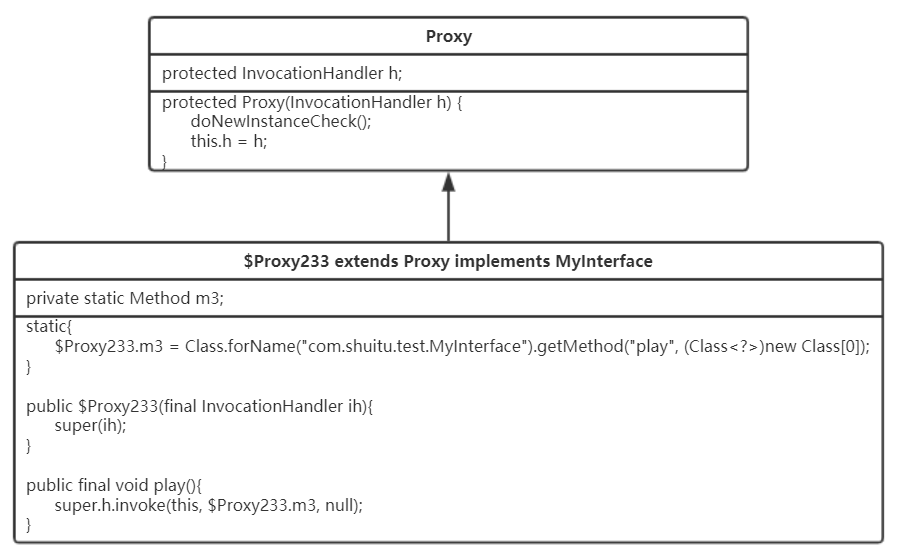 Proxy
protected InvocationHandler h;
protected Proxy(InvocationHandler h) {
doNewInstanceCheck();
this.h = h;
}
$Proxy233 extends Proxy implements MyInterface
private static Method m3;
static{
$Proxy233.m3 = Class.forName("com.shuitu.test.MyInterface").getMethod("play", (Class<?>)new Class[0]);
}
public $Proxy233(final InvocationHandler ih){
super(ih);
}
public final void play(){
super.h.invoke(this, $Proxy233.m3, null);
}